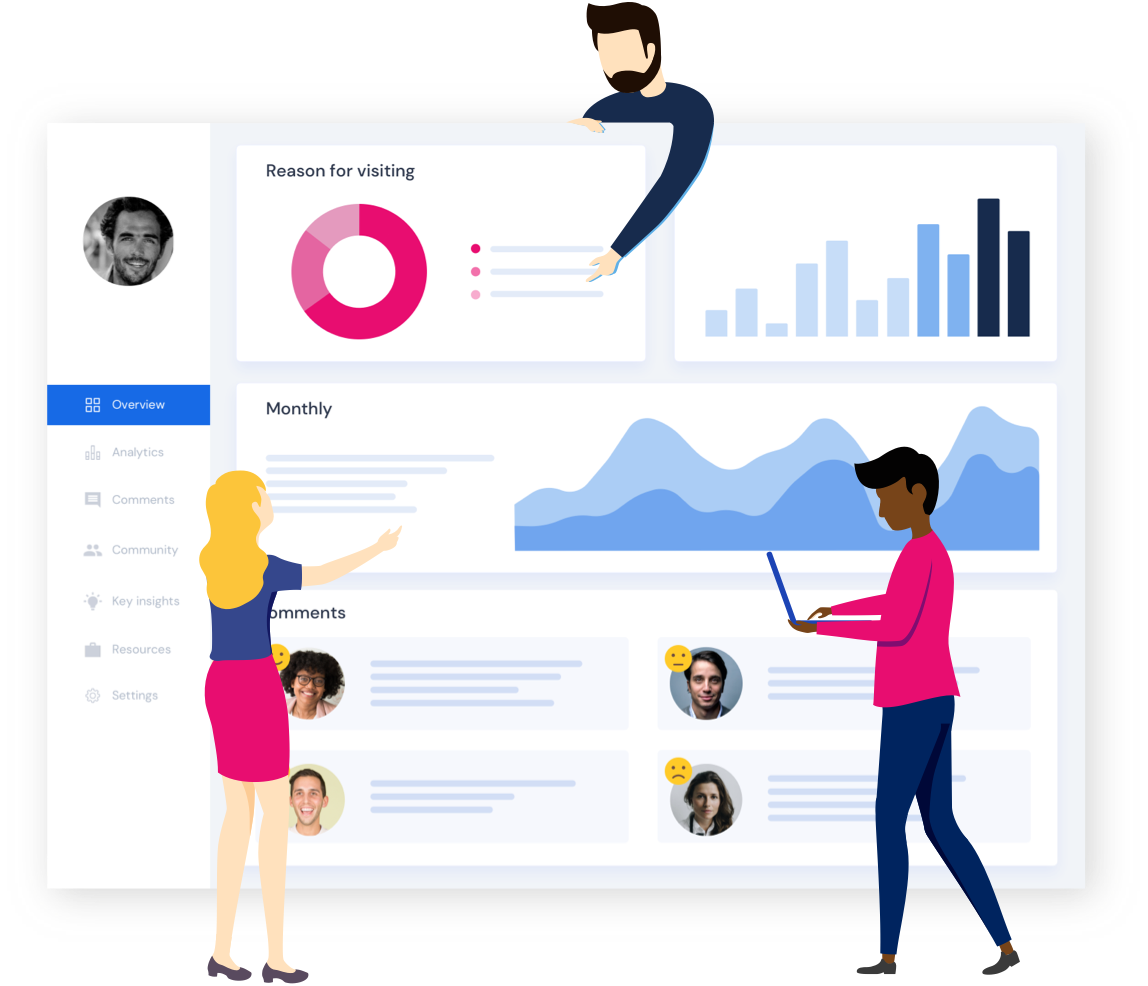 Reason for visiting
Overview
Analytics
Comments
Community
Key insights
Resources
Settings
Monthly
omments